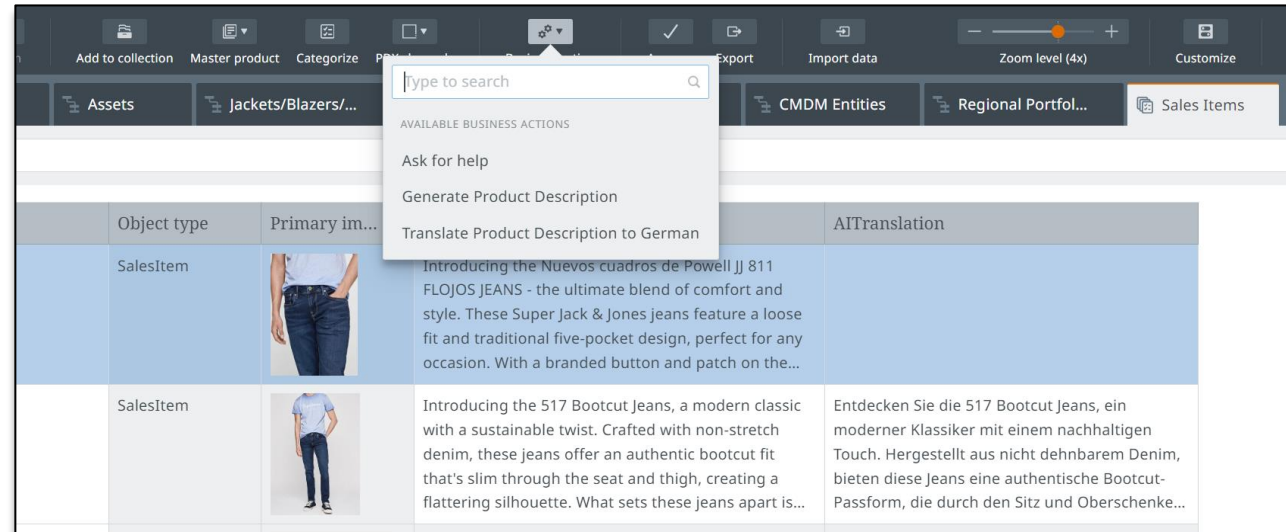 Add to collection
Master product
Categorize
Export
Import data
Zoom level (4x)
Customize
Assets
Jackets/Blazers/...
CMDM Entities
Regional Portfol...
Sales Items
Type to search
AVAILABLE BUSINESS ACTIONS
Ask for help
Generate Product Description
Translate Product Description to German
Object type
Primary im...
AITranslation
SalesItem
Introducing the Nuevos cuadros de Powell JJ 811
FLOJOS JEANS - the ultimate blend of comfort and
style. These Super Jack & Jones jeans feature a loose
fit and traditional five-pocket design, perfect for any
occasion. With a branded button and patch on the...
SalesItem
Introducing the 517 Bootcut Jeans, a modern classic
with a sustainable twist. Crafted with non-stretch
denim, these jeans offer an authentic bootcut fit
that's slim through the seat and thigh, creating a
flattering silhouette. What sets these jeans apart is...
Entdecken Sie die 517 Bootcut Jeans, ein
moderner Klassiker mit einem nachhaltigen
Touch. Hergestellt aus nicht dehnbarem Denim,
bieten diese Jeans eine authentische Bootcut-
Passform, die durch den Sitz und Oberschenke...